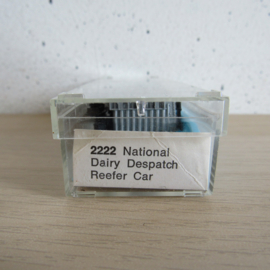 2222 National
Dairy Despatch
Reefer Car